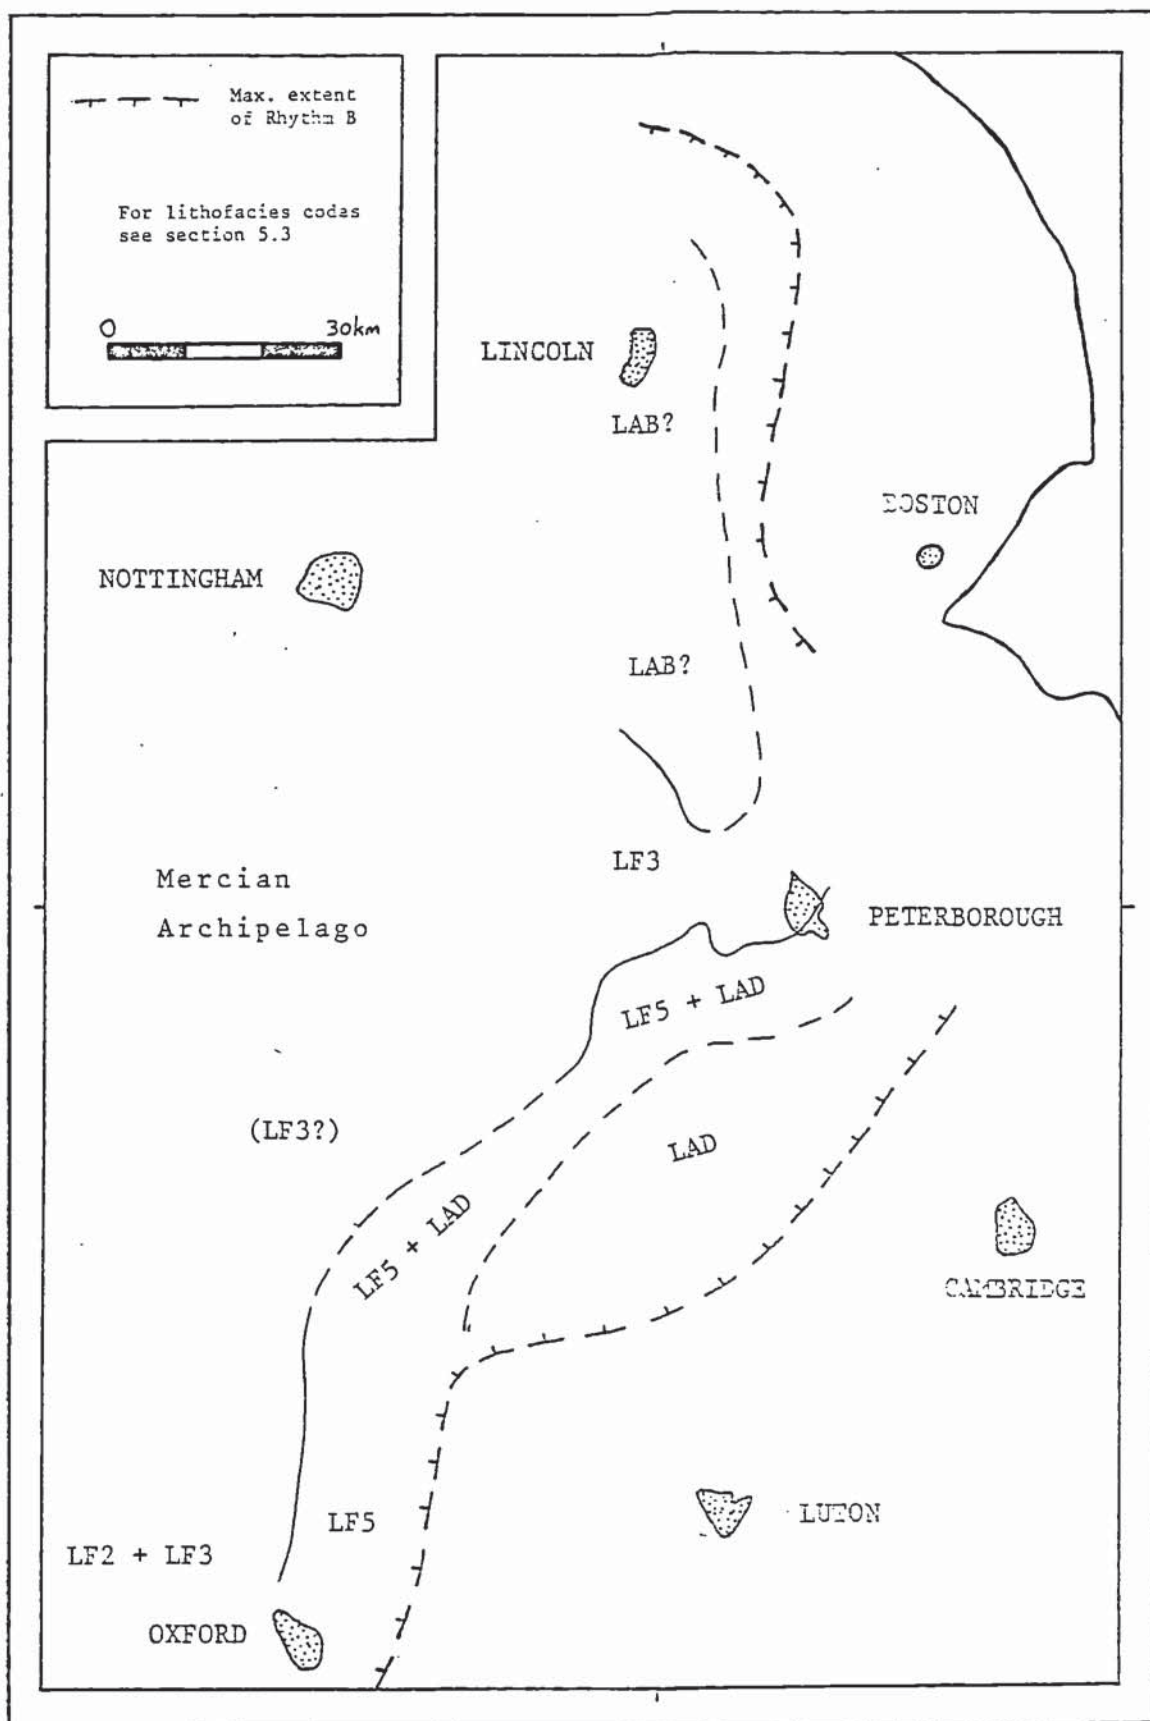 Max. extent
of Rhythm B
For lithofacies codas
see section 5.3
0 30km
LINCOLN
LAB?
BOSTON
NOTTINGHAM
LAB?
LF3
Mercian
Archipelago
PETERBOROUGH
LF5 + LAD
(LF3?)
LAD
LF5 + LAD
CAMBRIDGE
LUTON
LF5
LF2 + LF3
OXFORD